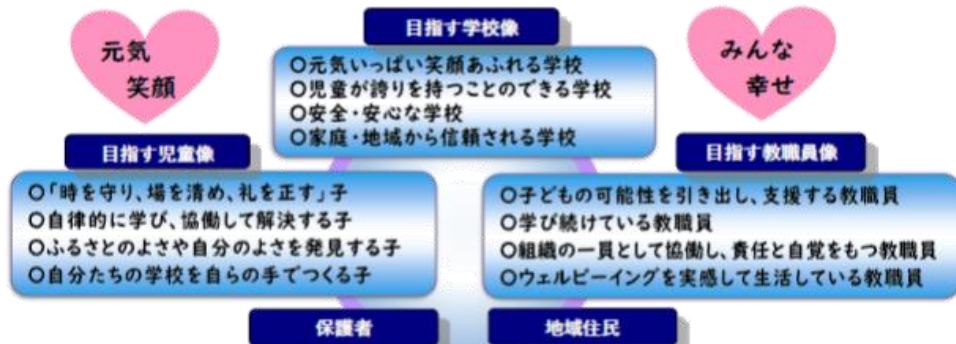 元気
笑顔
目指す学校像
○元気いっぱい笑顔あふれる学校
○児童が誇りを持つことのできる学校
○安全・安心な学校
○家庭・地域から信頼される学校
みんな
幸せ
目指す児童像
○「時を守り、場を清め、礼を正す」子
○自律的に学び、協働して解決する子
○ふるさとのよさや自分のよさを発見する子
○自分たちの学校を自らの手でつくる子
目指す教職員像
○子どもの可能性を引き出し、支援する教職員
○学び続けている教職員
○組織の一員として協働し、責任と自覚をもつ教職員
○ウェルビーイングを実感して生活している教職員
保護者
地域住民